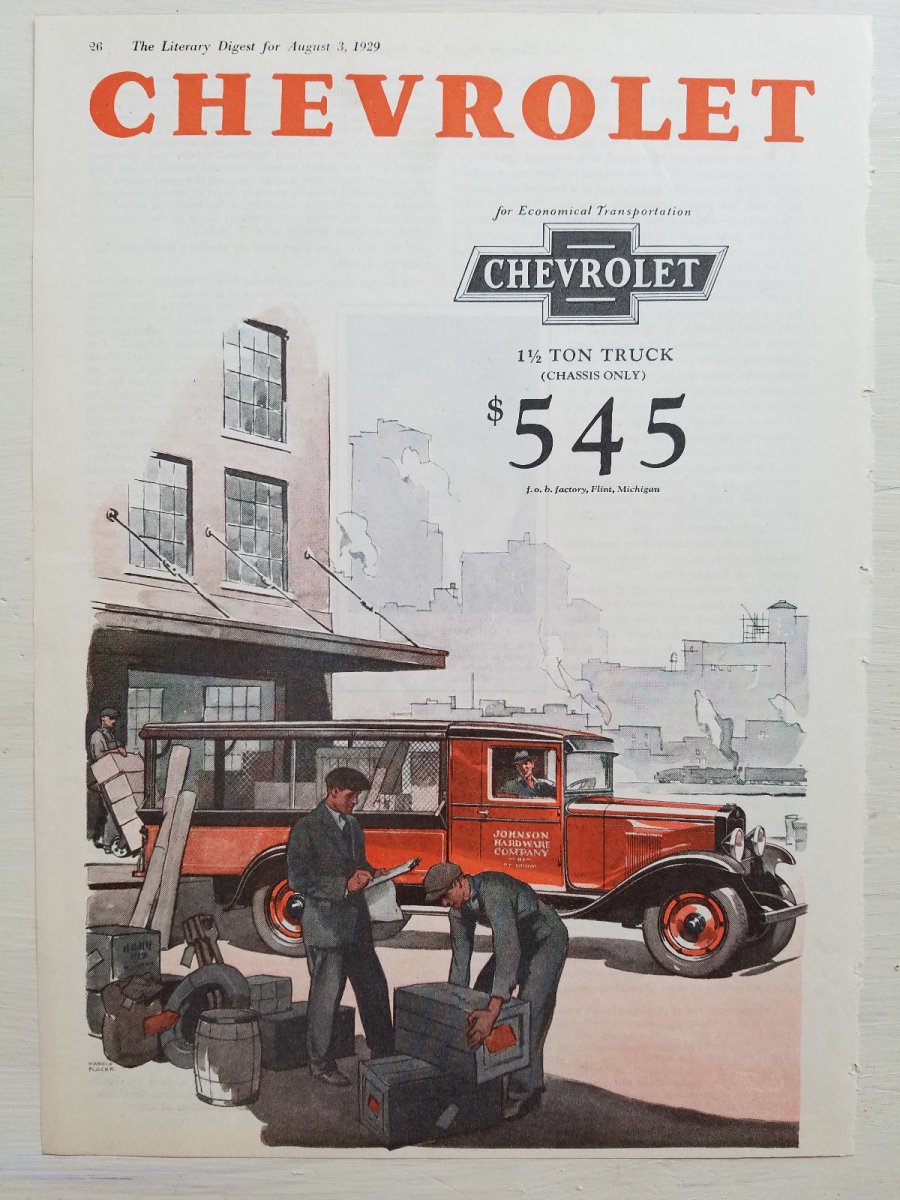 26 The Literary Digest for August 3, 1929
CHEVROLET
for Economical Transportation
CHEVROLET
1½ TON TRUCK
(CHASSIS ONLY)
$545
f. o. b. factory, Flint, Michigan
JOHNSON
HARDWARE
COMPANY
HAROLD